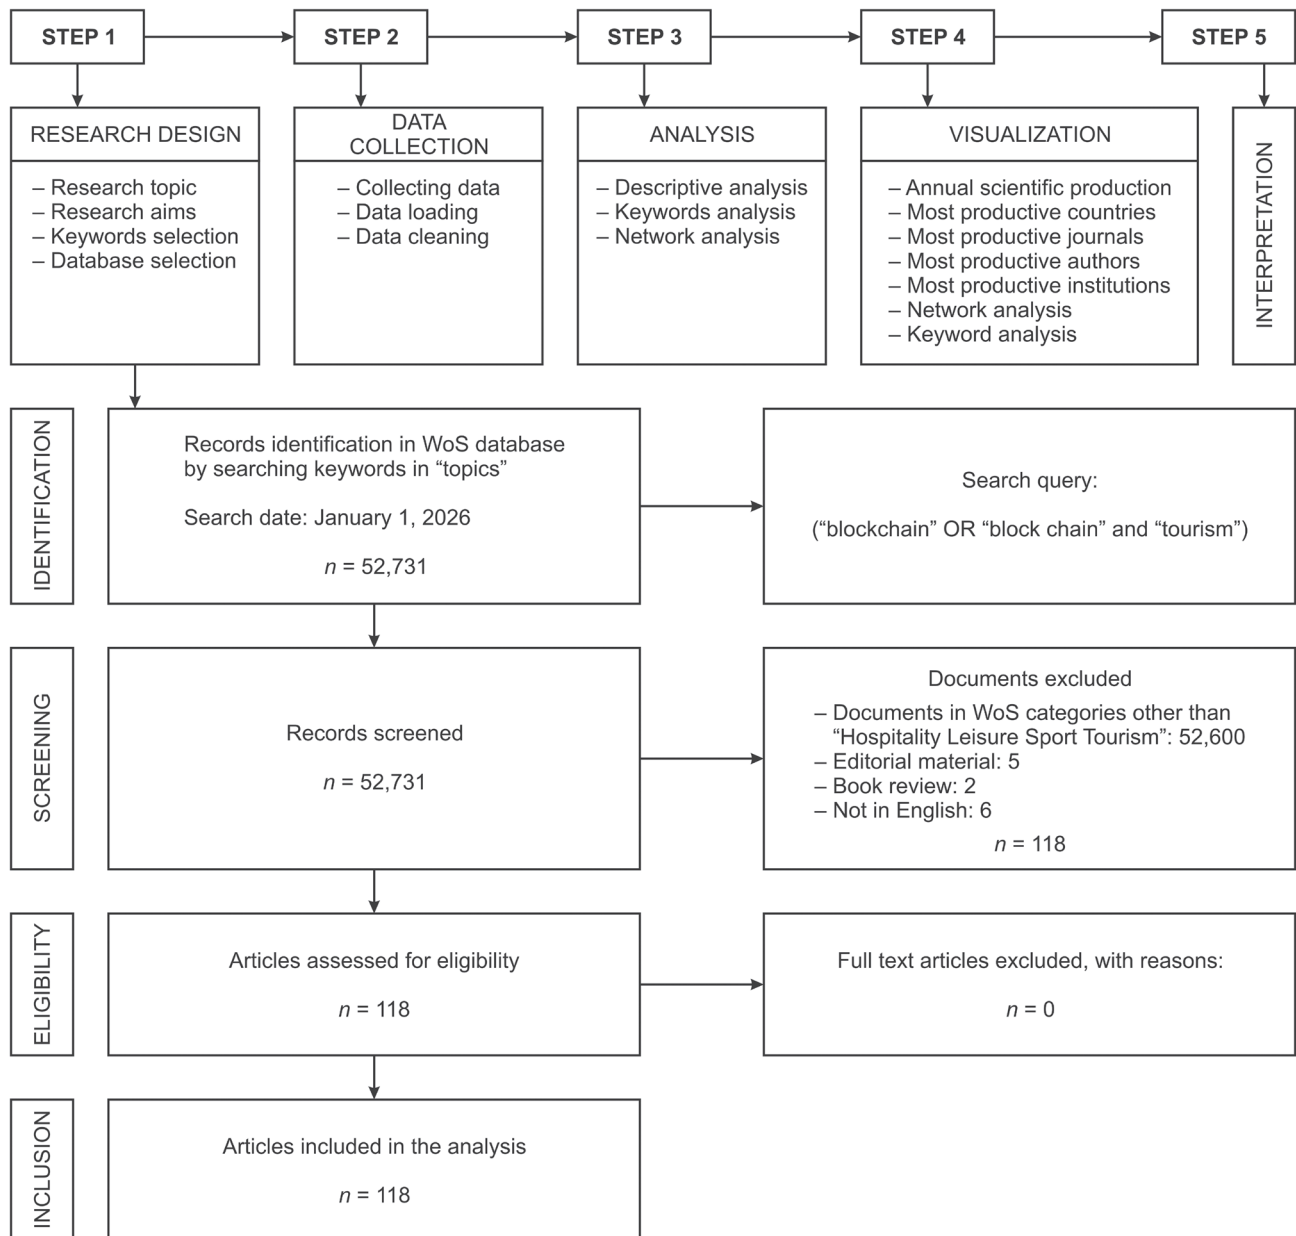 STEP 1
STEP 2
STEP 3
STEP 4
STEP 5
RESEARCH DESIGN
– Research topic
– Research aims
– Keywords selection
– Database selection
DATA
COLLECTION
– Collecting data
– Data loading
– Data cleaning
ANALYSIS
– Descriptive analysis
– Keywords analysis
– Network analysis
VISUALIZATION
– Annual scientific production
– Most productive countries
– Most productive journals
– Most productive authors
– Most productive institutions
– Network analysis
– Keyword analysis
INTERPRETATION
IDENTIFICATION
Records identification in WoS database
by searching keywords in “topics”
Search date: January 1, 2026
n = 52,731
Search query:
(“blockchain” OR “block chain” and “tourism”)
SCREENING
Records screened
n = 52,731
Documents excluded
– Documents in WoS categories other than
“Hospitality Leisure Sport Tourism”: 52,600
– Editorial material: 5
– Book review: 2
– Not in English: 6
n = 118
ELIGIBILITY
Articles assessed for eligibility
n = 118
Full text articles excluded, with reasons:
n = 0
INCLUSION
Articles included in the analysis
n = 118